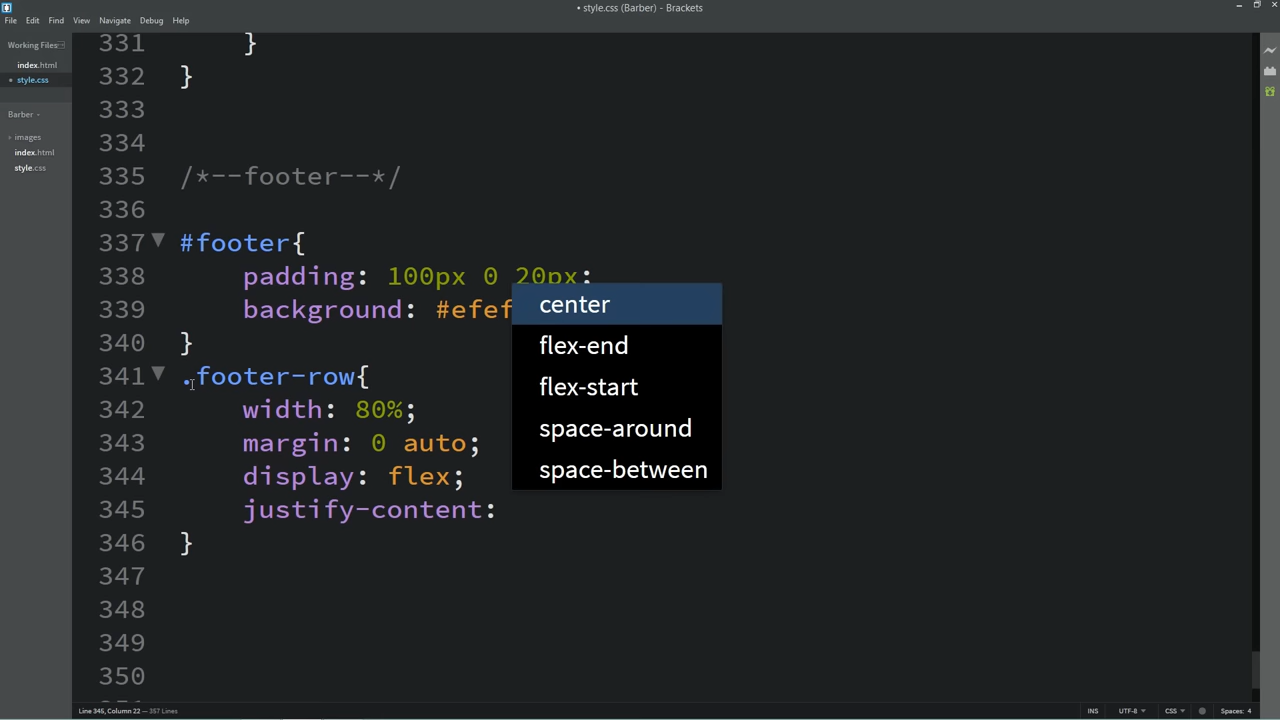 • style.css (Barber) - Brackets
File Edit Find View Navigate Debug Help
Working Files
index.html
• style.css
Barber
images
index.html
style.css
331 }
332 }
333
334
335 /*--footer--*/
336
337 #footer{
338 padding: 100px 0 20px;
339 background: #efef
340 }
341 .footer-row{
342 width: 80%;
343 margin: 0 auto;
344 display: flex;
345 justify-content:
346 }
347
348
349
350
center
flex-end
flex-start
space-around
space-between
Line 345, Column 22 — 357 Lines
INS UTF-8 CSS Spaces: 4